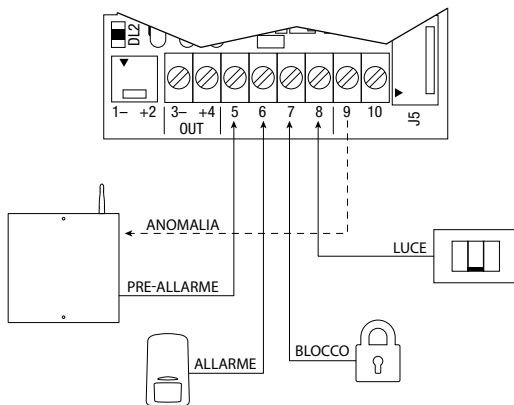 DL2
1– +2 3– +4 5 6 7 8 9 10
OUT
J5
ANOMALIA
LUCE
PRE-ALLARME
ALLARME
BLOCCO